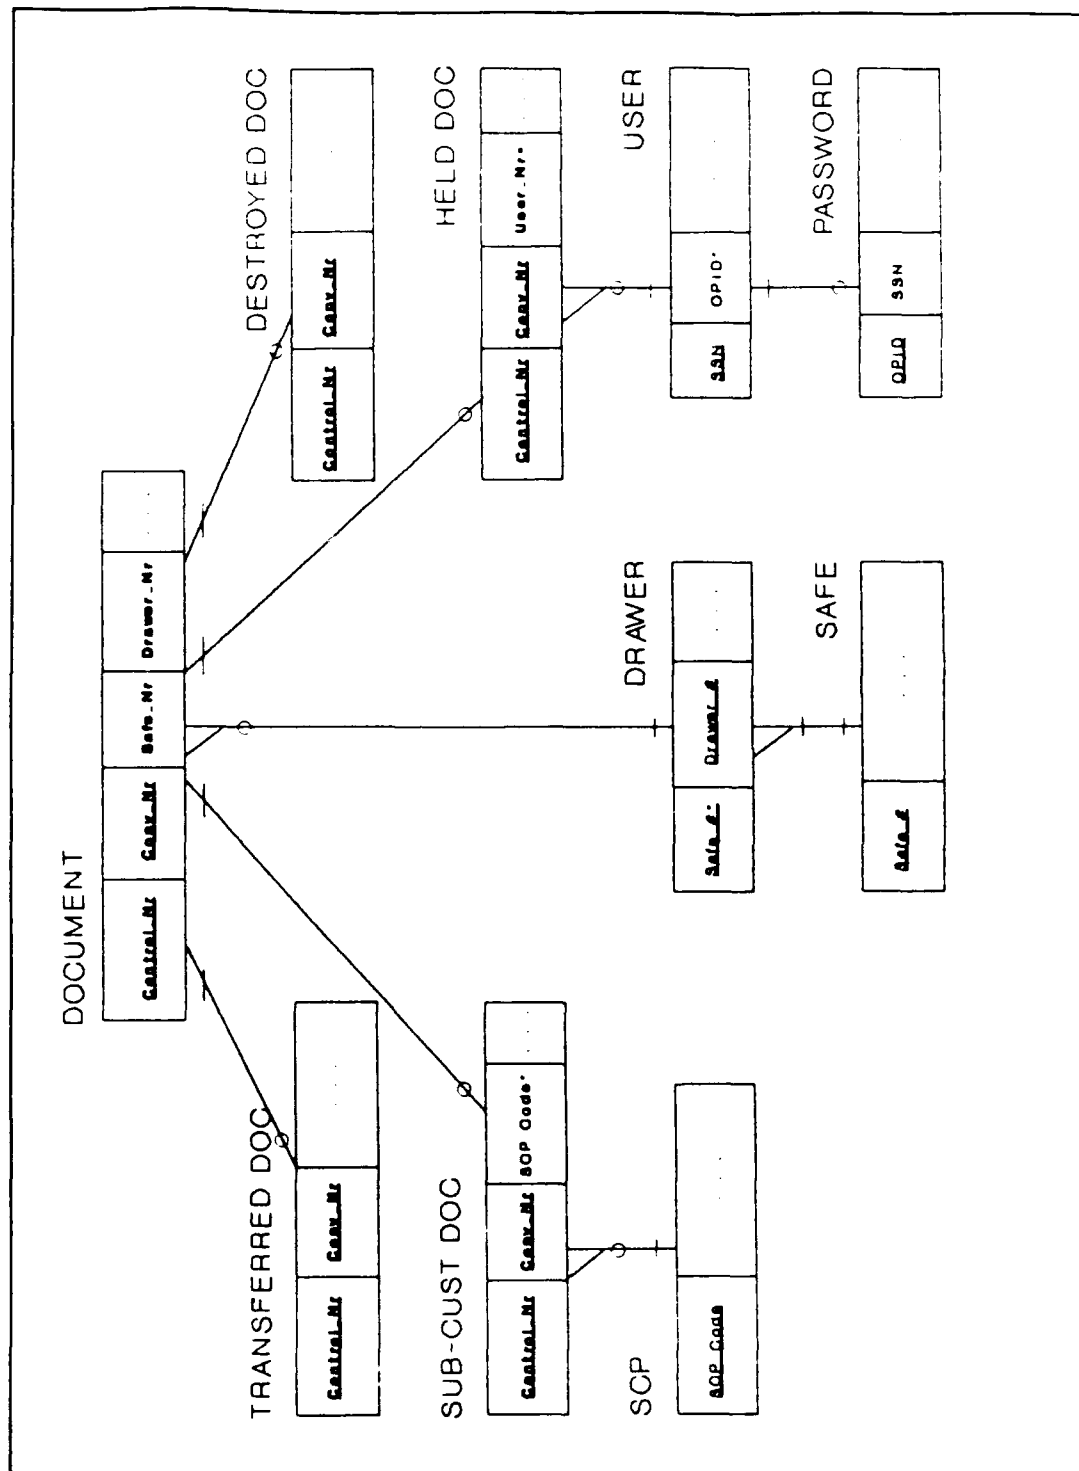 DOCUMENT
Control_Nr Copy_Nr Safe_Nr Drawer_Nr ....
TRANSFERRED DOC
Control_Nr Copy_Nr ....
DESTROYED DOC
Control_Nr Copy_Nr ....
SUB-CUST DOC
Control_Nr Copy_Nr SCP Code* ....
HELD DOC
Control_Nr Copy_Nr User_Nr* ....
SCP
SCP Code ....
DRAWER
Safe_#* Drawer_# ....
USER
SSN OPID* ....
SAFE
Safe_# ....
PASSWORD
OPID SSN ....